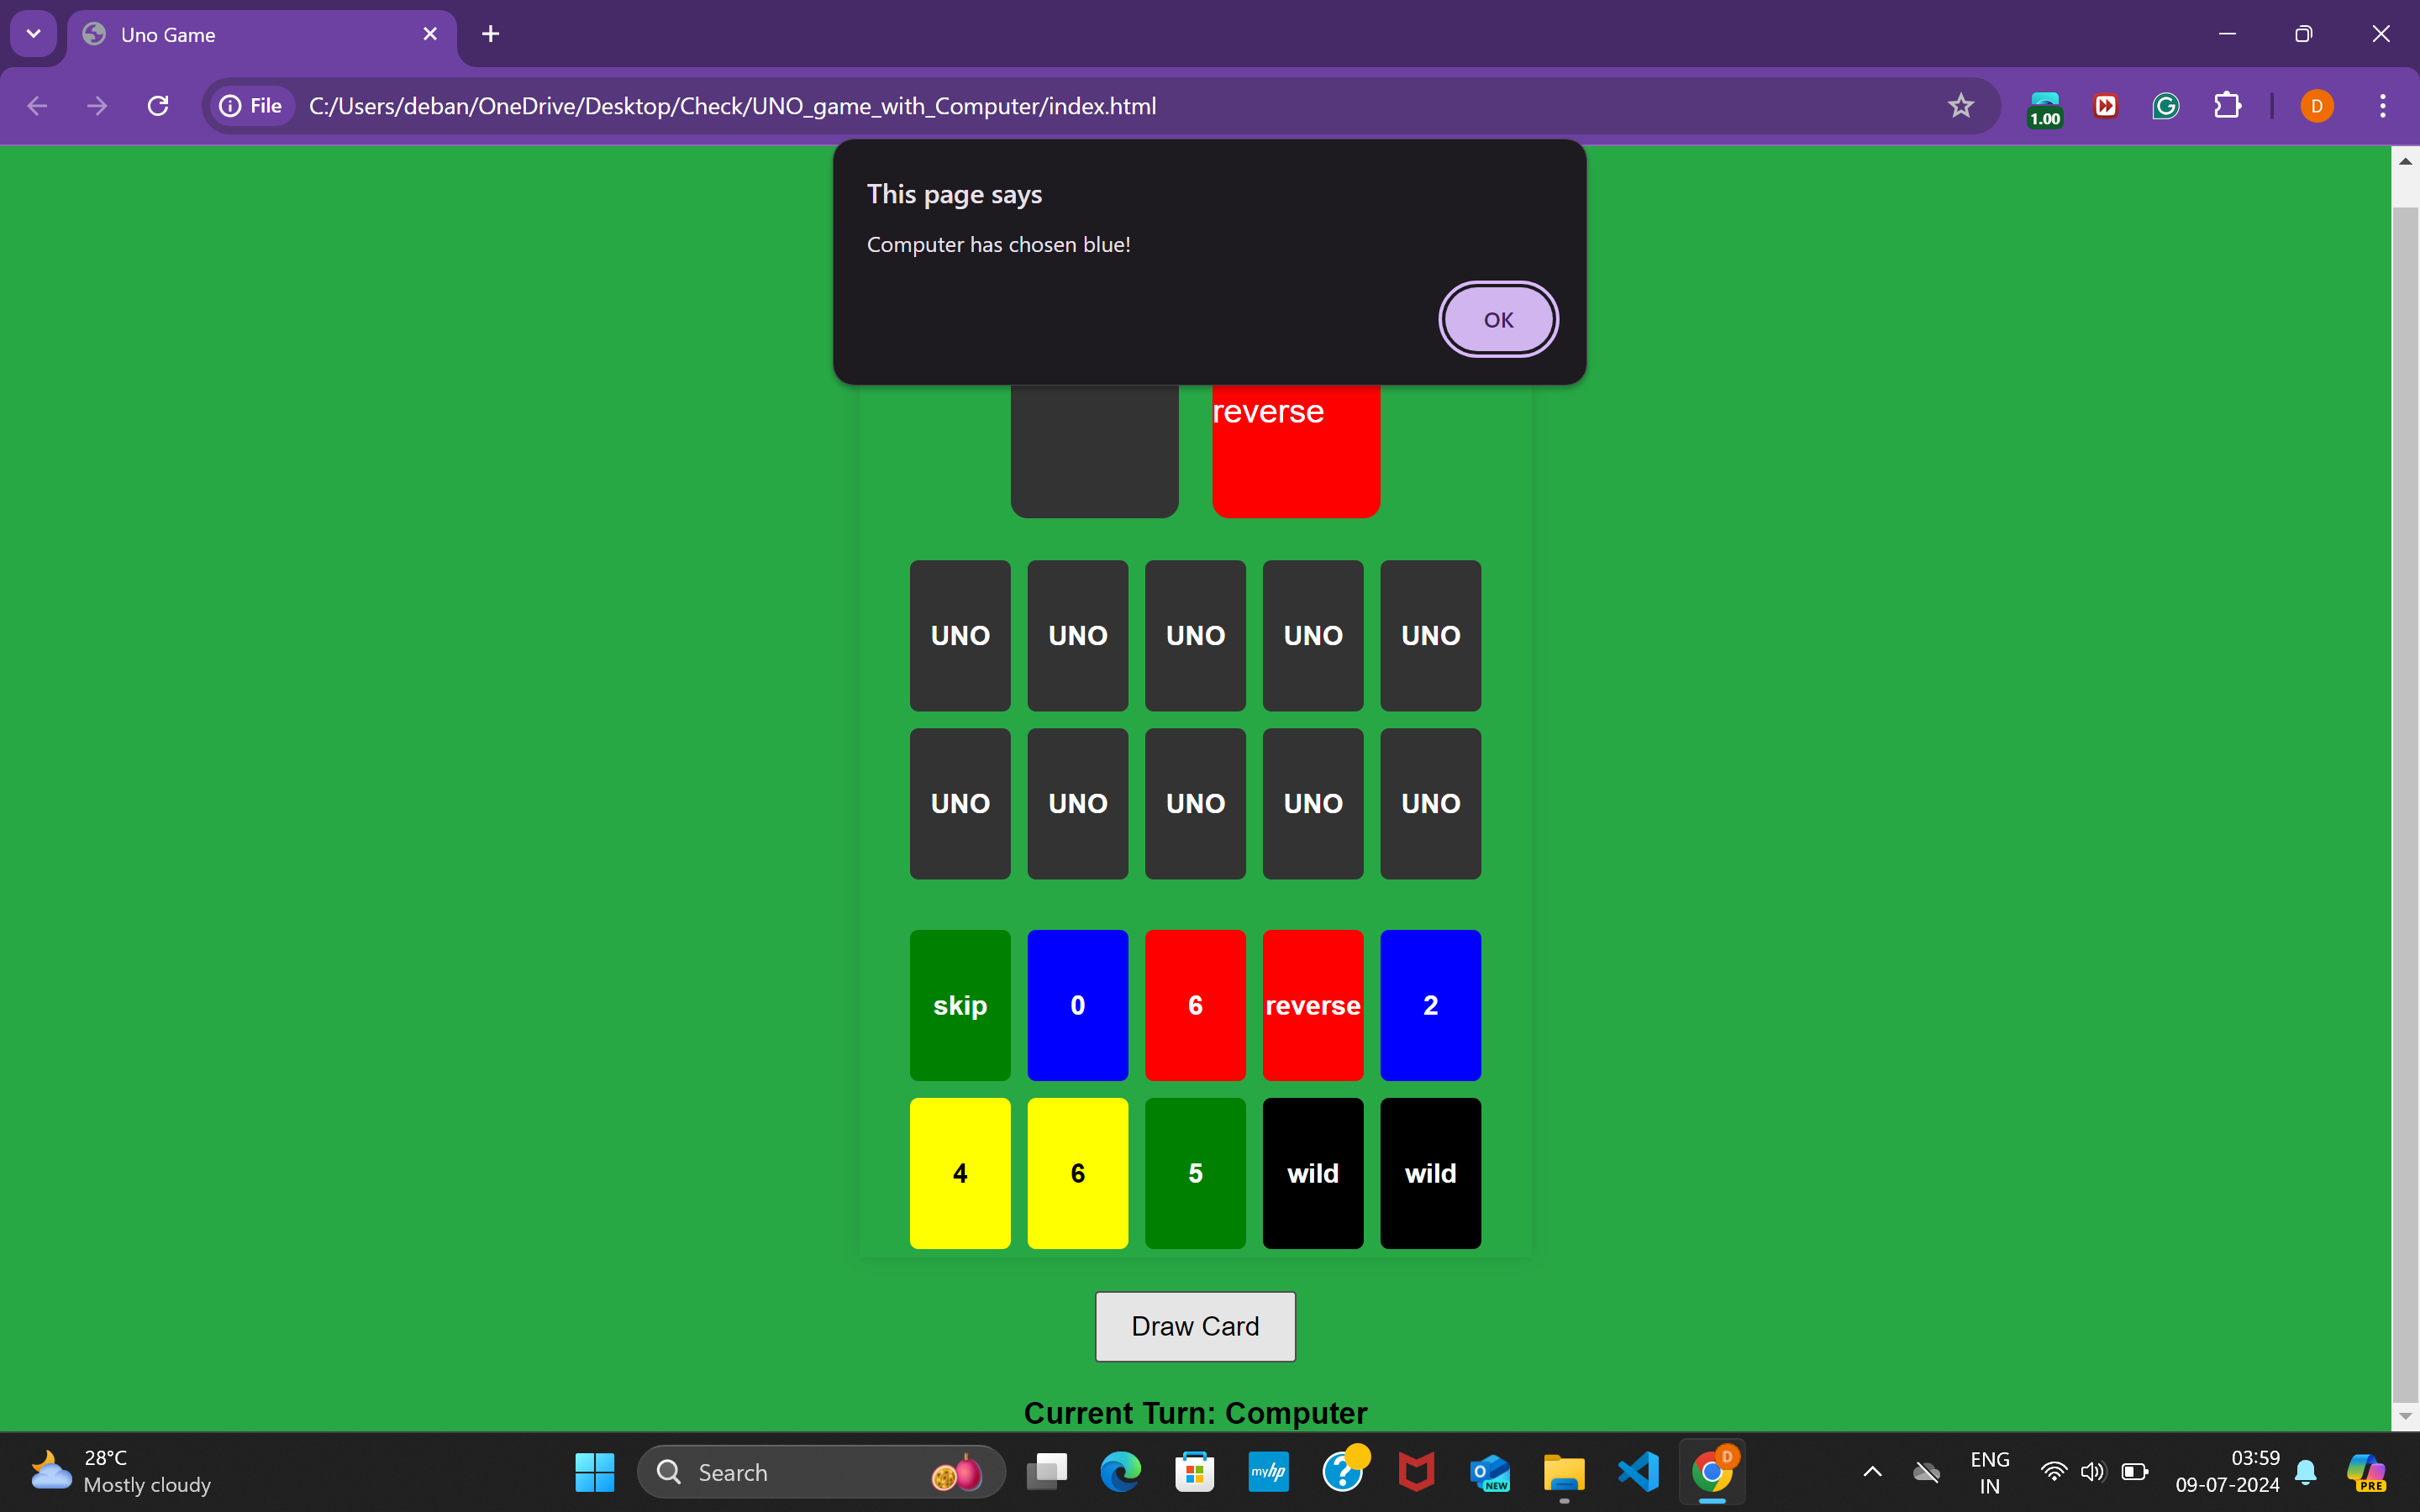 Uno Game
File C:/Users/deban/OneDrive/Desktop/Check/UNO_game_with_Computer/index.html 1.00 D
This page says
Computer has chosen blue!
OK
reverse
UNO UNO UNO UNO UNO
UNO UNO UNO UNO UNO
skip 0 6 reverse 2
4 6 5 wild wild
Draw Card
Current Turn: Computer
28°C
Mostly cloudy
Search
myhp
NEW
D
ENG
IN
03:59
09-07-2024
PRE